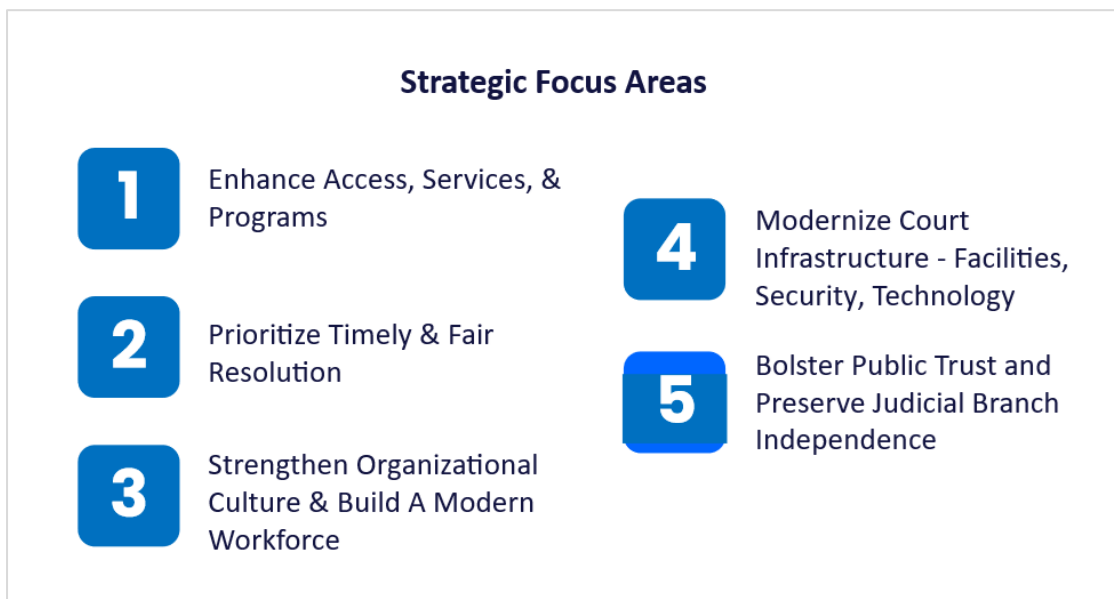 Strategic Focus Areas
1
Enhance Access, Services, &
Programs
2
Prioritize Timely & Fair
Resolution
3
Strengthen Organizational
Culture & Build A Modern
Workforce
4
Modernize Court
Infrastructure - Facilities,
Security, Technology
5
Bolster Public Trust and
Preserve Judicial Branch
Independence